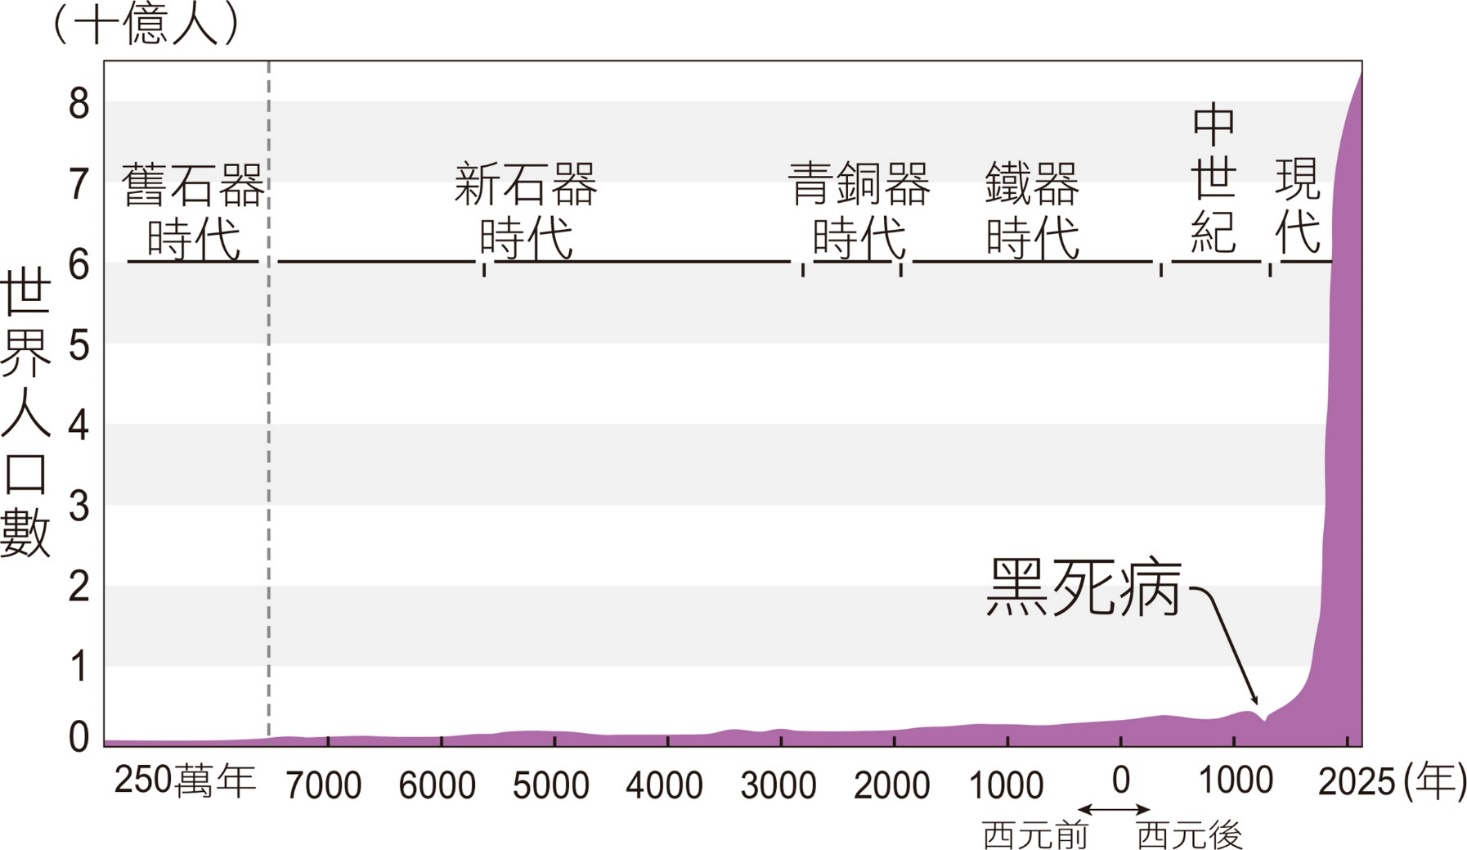 （十億人）
8
7
6
5
4
3
2
1
0
世界人口數
舊石器
時代
新石器
時代
青銅器
時代
鐵器
時代
中世紀
現代
黑死病
250萬年
7000
6000
5000
4000
3000
2000
1000
0
1000
2025(年)
西元前
西元後